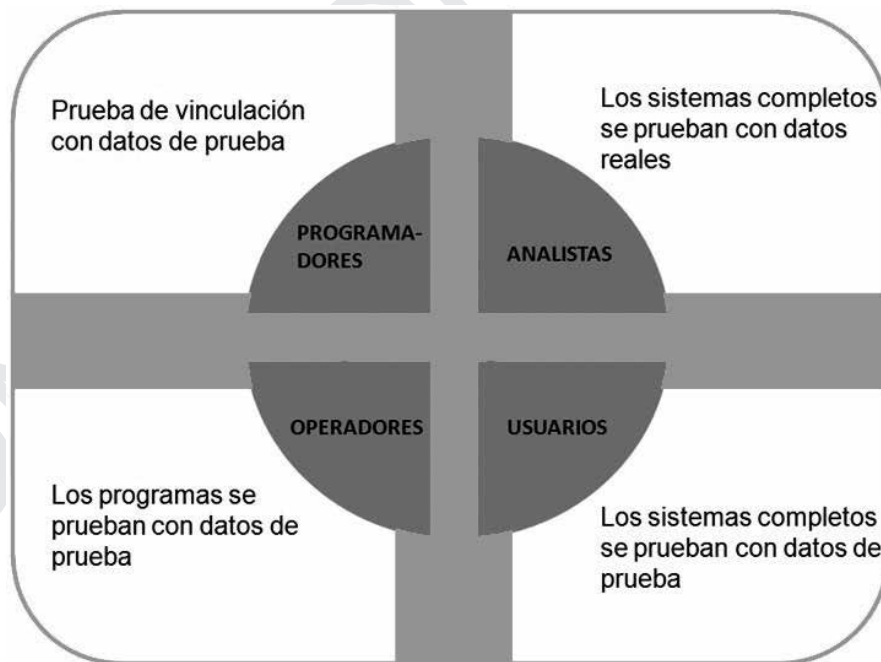 Prueba de vinculación
con datos de prueba
Los sistemas completos
se prueban con datos
reales
PROGRAMA-
DORES
ANALISTAS
OPERADORES
USUARIOS
Los programas se
prueban con datos de
prueba
Los sistemas completos
se prueban con datos de
prueba